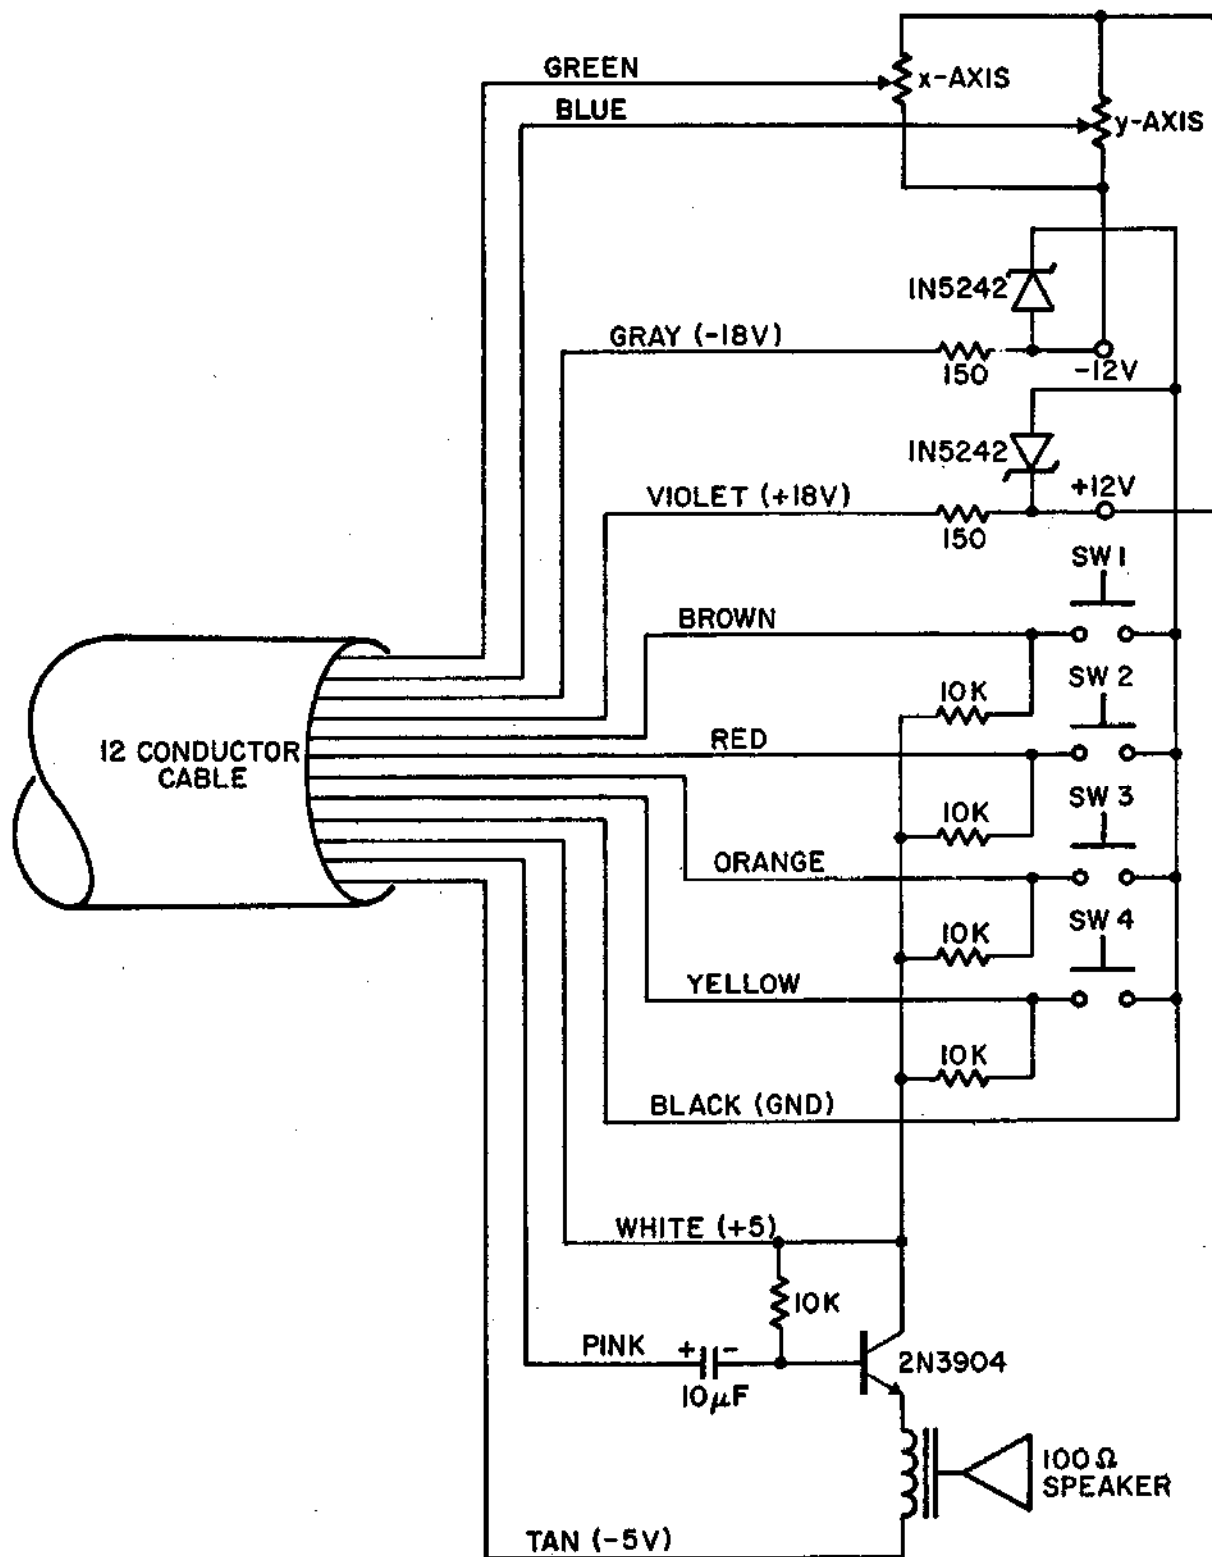 GREEN
x-AXIS
BLUE
y-AXIS
1N5242
GRAY (-18V)
150
-12V
1N5242
VIOLET (+18V)
+12V
150
SW 1
BROWN
SW 2
10K
RED
12 CONDUCTOR
CABLE
SW 3
10K
ORANGE
SW 4
10K
YELLOW
10K
BLACK (GND)
WHITE (+5)
10K
PINK
+ -
2N3904
10µF
100Ω
SPEAKER
TAN (-5V)